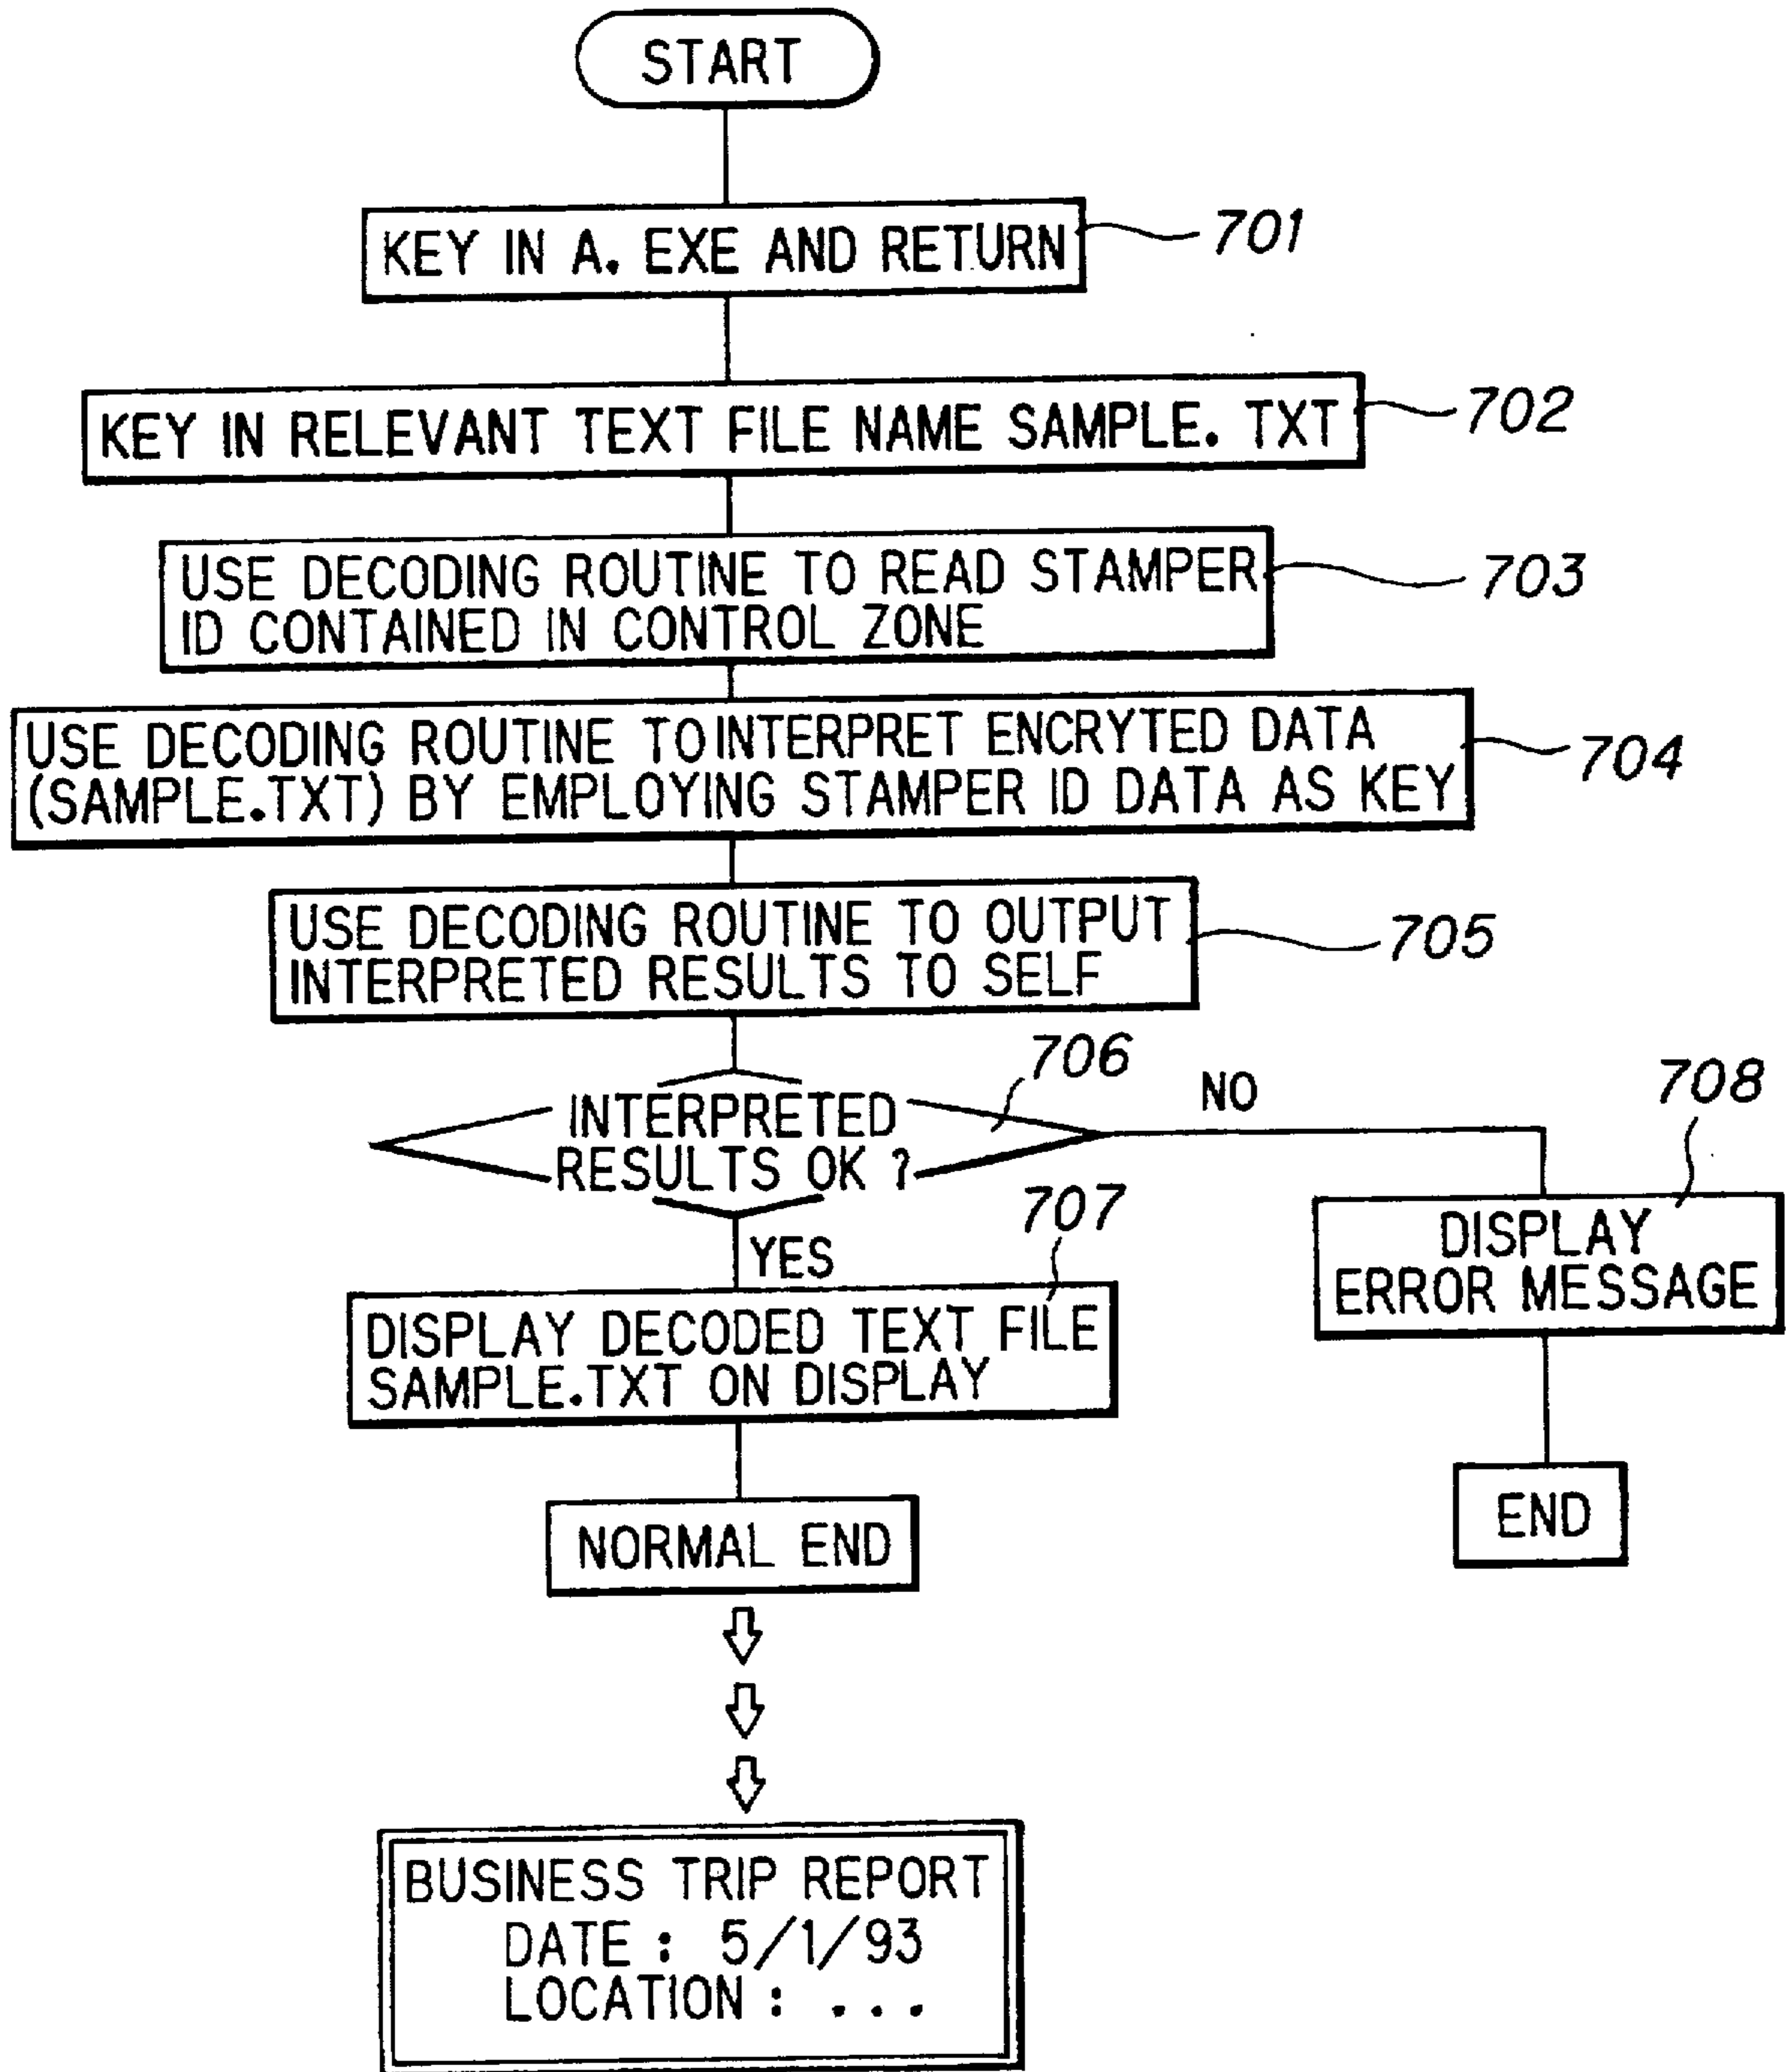 START
KEY IN A. EXE AND RETURN
701
KEY IN RELEVANT TEXT FILE NAME SAMPLE. TXT
702
USE DECODING ROUTINE TO READ STAMPER
ID CONTAINED IN CONTROL ZONE
703
USE DECODING ROUTINE TO INTERPRET ENCRYTED DATA
(SAMPLE.TXT) BY EMPLOYING STAMPER ID DATA AS KEY
704
USE DECODING ROUTINE TO OUTPUT
INTERPRETED RESULTS TO SELF
705
INTERPRETED
RESULTS OK ?
706
NO
YES
708
DISPLAY
ERROR MESSAGE
707
DISPLAY DECODED TEXT FILE
SAMPLE.TXT ON DISPLAY
NORMAL END
END
BUSINESS TRIP REPORT
DATE : 5/1/93
LOCATION : . . .